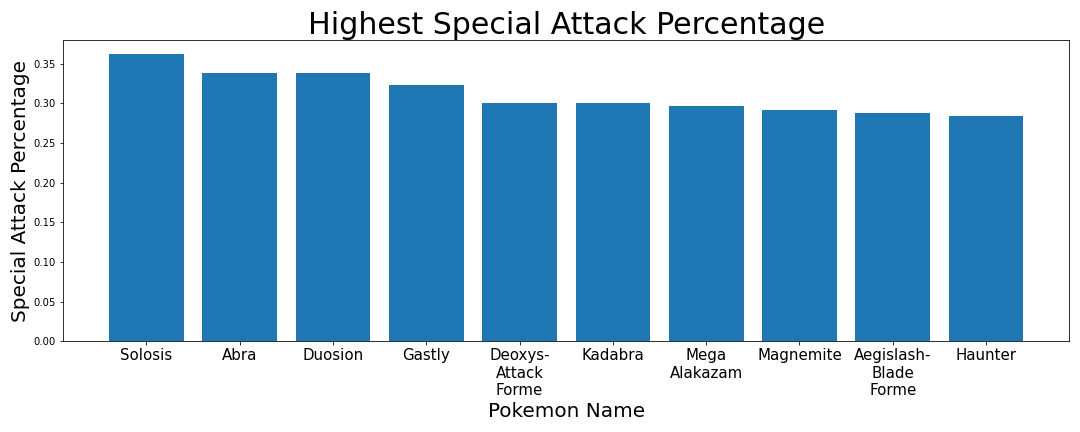 Highest Special Attack Percentage
Special Attack Percentage
0.35
0.30
0.25
0.20
0.15
0.10
0.05
0.00
Solosis
Abra
Duosion
Gastly
Deoxys-
Attack
Forme
Kadabra
Mega
Alakazam
Magnemite
Aegislash-
Blade
Forme
Haunter
Pokemon Name